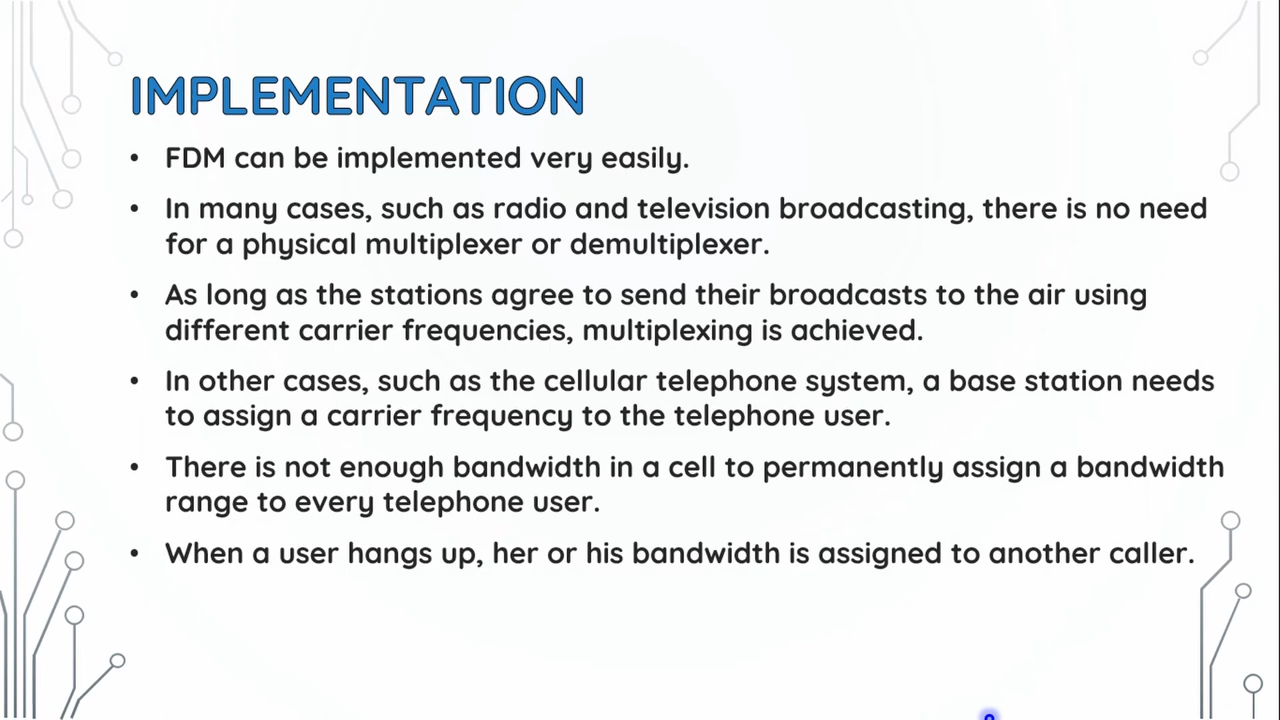 IMPLEMENTATION
• FDM can be implemented very easily.
• In many cases, such as radio and television broadcasting, there is no need
for a physical multiplexer or demultiplexer.
• As long as the stations agree to send their broadcasts to the air using
different carrier frequencies, multiplexing is achieved.
• In other cases, such as the cellular telephone system, a base station needs
to assign a carrier frequency to the telephone user.
• There is not enough bandwidth in a cell to permanently assign a bandwidth
range to every telephone user.
• When a user hangs up, her or his bandwidth is assigned to another caller.